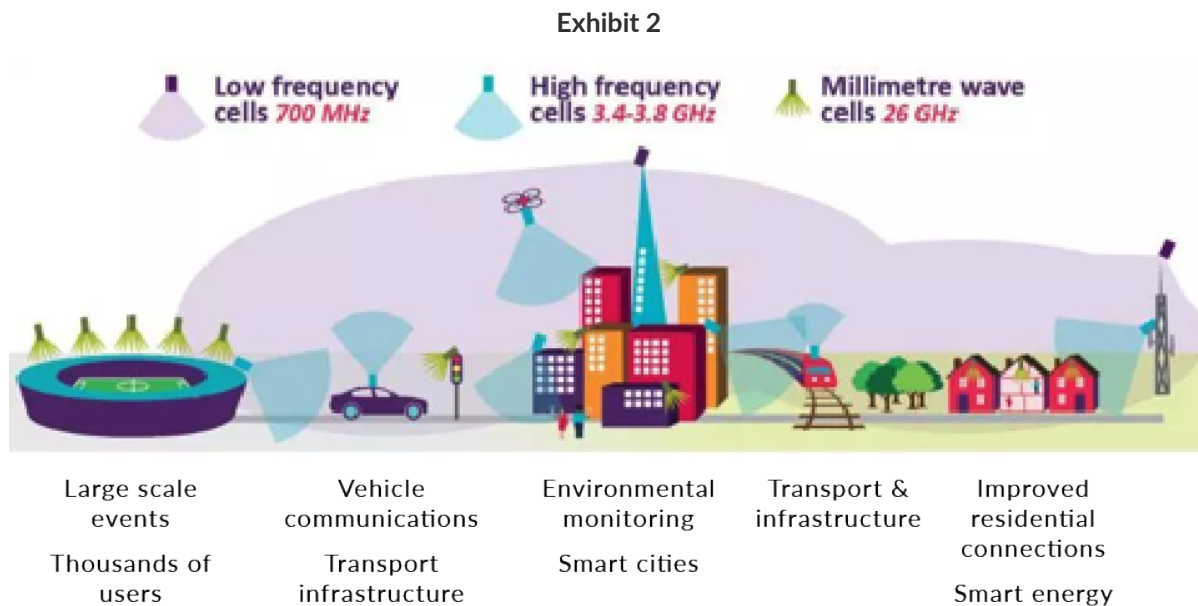 Exhibit 2
Low frequency
cells 700 MHz
High frequency
cells 3.4-3.8 GHz
Millimetre wave
cells 26 GHz
Large scale
events
Thousands of
users
Vehicle
communications
Transport
infrastructure
Environmental
monitoring
Smart cities
Transport &
infrastructure
Improved
residential
connections
Smart energy